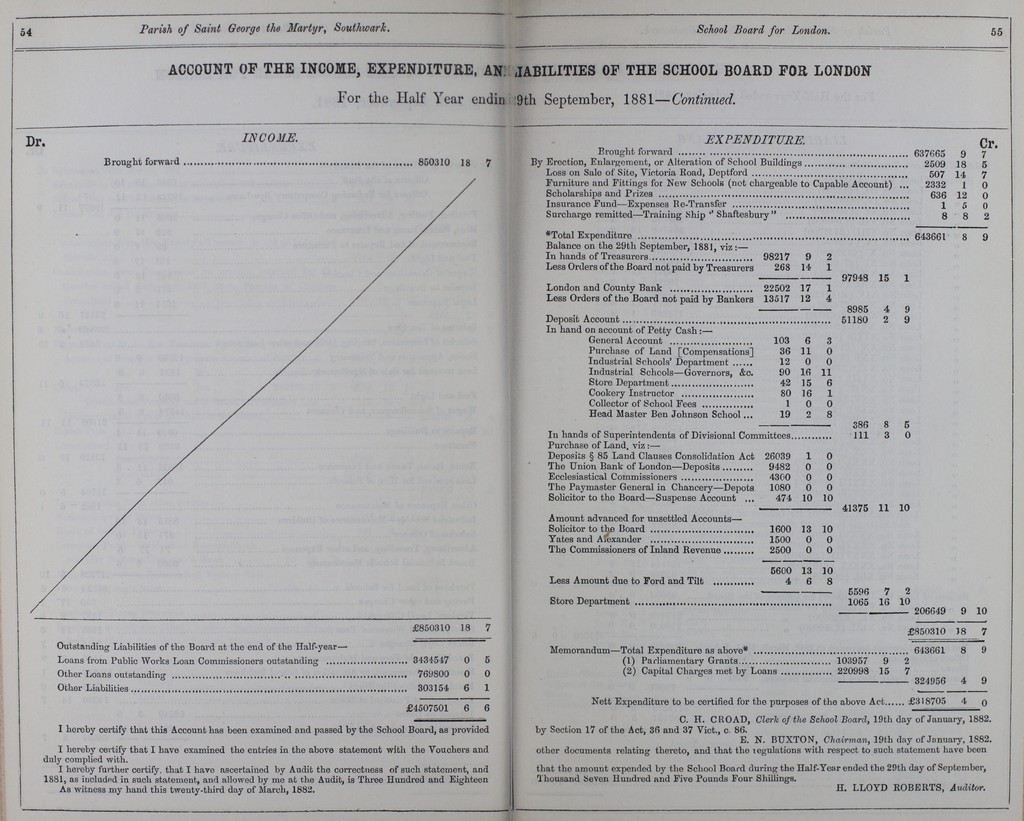 54
Parish of Saint George the Martyr, Southwark.
ACCOUNT OF THE INCOME, EXPENDITURE, AN IABILITIES OF THE SCHOOL BOARD FOR LONDON
For the Half Year endin 9th September, 1881—Continued.
Dr.
INCOME.
Brought forward 850310 18 7
£850310 18 7
Outstanding Liabilities of the Board at the end of the Half-year—
Loans from Public Works Loan Commissioners outstanding 3434547 0 5
Other Loans outstanding 769800 0 0
Other Liabilities 303154 6 1
£4507501 6 6
I hereby certify that this Account has been examined and passed by the School Board, as provided
I hereby certify that I have examined the entries in the above statement with the Vouchers and
duly complied with.
I hereby further certify, that I have ascertained by Audit the correctness of such statement, and
1881, as included in such statement, and allowed by me at the Audit, is Three Hundred and Eighteen
As witness my hand this twenty-third day of March, 1882.
School Board for London.
55
EXPENDITURE.
Cr.
Brought forward 637665 9 7
By Erection, Enlargement, or Alteration of School Buildings 2509 18 5
Loss on Sale of Site, Victoria Road, Deptford 507 14 7
Furniture and Fittings for New Schools (not chargeable to Capable Account) ... 2332 1 0
Scholarships and Prizes 636 12 0
Insurance Fund—Expenses Re-Transfer 1 5 0
Surcharge remitted—Training Ship "Shaftesbury" 8 8 2
*Total Expenditure 643661 8 9
Balance on the 29th September, 1881, viz:—
In hands of Treasurers 98217 9 2
Less Orders of the Board not paid by Treasurers 268 14 1
97948 15 1
London and County Bank 22502 17 1
Less Orders of the Board not paid by Bankers 13517 12 4
8985 4 9
Deposit Account 51180 2 9
In hand on account of Petty Cash:—
General Account 103 6 3
Purchase of Land [Compensations] 36 11 0
Industrial Schools' Department 12 0 0
Industrial Schools—Governors, &c. 90 16 11
Store Department 42 15 6
Cookery Instructor 80 16 1
Collector of School Fees 1 0 0
Head Master Ben Johnson School ... 19 2 8
386 8 5
In hands of Superintendents of Divisional Committees 111 3 0
Purchase of Land, viz:—
Deposits § 85 Land Clauses Consolidation Act 26039 1 0
The Union Bank of London—Deposits 9482 0 0
Ecclesiastical Commissioners 4300 0 0
The Paymaster General in Chancery—Depots 1080 0 0
Solicitor to the Board—Suspense Account ... 474 10 10
41375 11 10
Amount advanced for unsettled Accounts—
Solicitor to the Board 1600 13 10
Yates and Alexander 1500 0 0
The Commissioners of Inland Revenue 2500 0 0
5600 13 10
Less Amount due to Ford and Tilt 4 6 8
5596 7 2
Store Department 1065 16 10
206649 9 10
£850310 18 7
Memorandum—Total Expenditure as above* 643661 8 9
(1) Parliamentary Grants 103957 9 2
(2) Capital Charges met by Loans 220998 15 7
324956 4 9
Nett Expenditure to be certified for the purposes of the above Act £318705 4 0
C. H. CROAD, Clerk of the School Board, 19th day of January, 1882.
by Section 17 of the Act, 36 and 37 Vict., c. 86.
E. N. BUXTON, Chairman, 19th day of January, 1882.
other documents relating thereto, and that the regulations with respect to such statement have been
that the amount expended by the School Board during the Half-Year ended the 29th day of September,
Thousand Seven Hundred and Five Pounds Four Shillings.
H. LLOYD ROBERTS, Auditor.